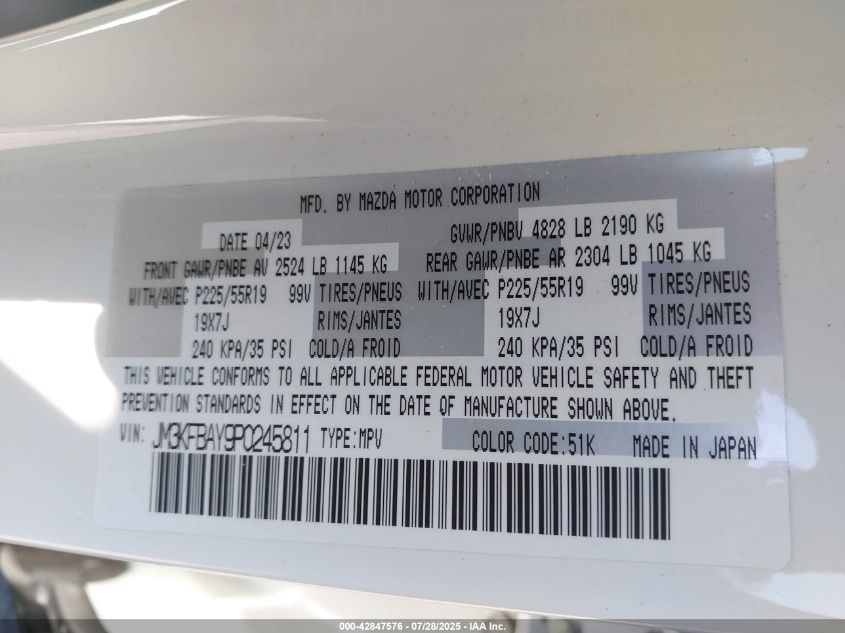 MFD. BY MAZDA MOTOR CORPORATION
DATE 04/23 GVWR/PNBV 4828 LB 2190 KG
FRONT GAWR/PNBE AV 2524 LB 1145 KG REAR GAWR/PNBE AR 2304 LB 1045 KG
WITH/AVEC P225/55R19 99V TIRES/PNEUS WITH/AVEC P225/55R19 99V TIRES/PNEUS
19X7J RIMS/JANTES 19X7J RIMS/JANTES
240 KPA/35 PSI COLD/A FROID 240 KPA/35 PSI COLD/A FROID
THIS VEHICLE CONFORMS TO ALL APPLICABLE FEDERAL MOTOR VEHICLE SAFETY AND THEFT
PREVENTION STANDARDS IN EFFECT ON THE DATE OF MANUFACTURE SHOWN ABOVE.
VIN: JM3KFBAY9P0245811 TYPE:MPV COLOR CODE:51K MADE IN JAPAN
000-42847576 / 07/28/2025 / IAA Inc.